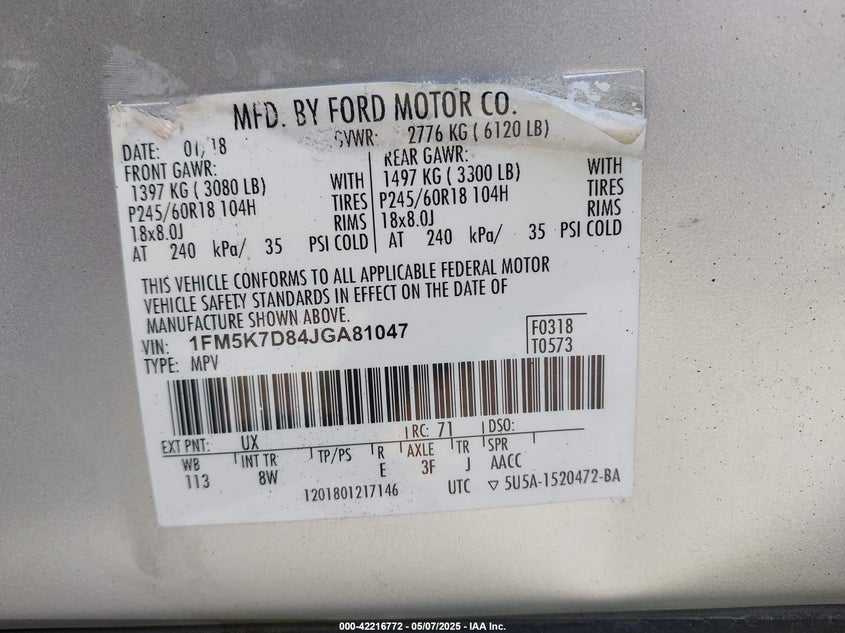 MFD. BY FORD MOTOR CO.
DATE: 01/18 GVWR: 2776 KG ( 6120 LB)
FRONT GAWR: REAR GAWR:
1397 KG ( 3080 LB) WITH 1497 KG ( 3300 LB) WITH
P245/60R18 104H TIRES P245/60R18 104H TIRES
18x8.0J RIMS 18x8.0J RIMS
AT 240 kPa/ 35 PSI COLD AT 240 kPa/ 35 PSI COLD
THIS VEHICLE CONFORMS TO ALL APPLICABLE FEDERAL MOTOR
VEHICLE SAFETY STANDARDS IN EFFECT ON THE DATE OF
MANUFACTURE SHOWN ABOVE.
VIN: 1FM5K7D84JGA81047 F0318
TYPE: MPV T0573
EXT PNT: UX RC: 71 DSO:
WB INT TR TP/PS R AXLE TR SPR
113 8W E 3F J AACC
1201801217146 UTC ▽ 5U5A-1520472-BA
000-42216772 - 05/07/2025 - IAA Inc.